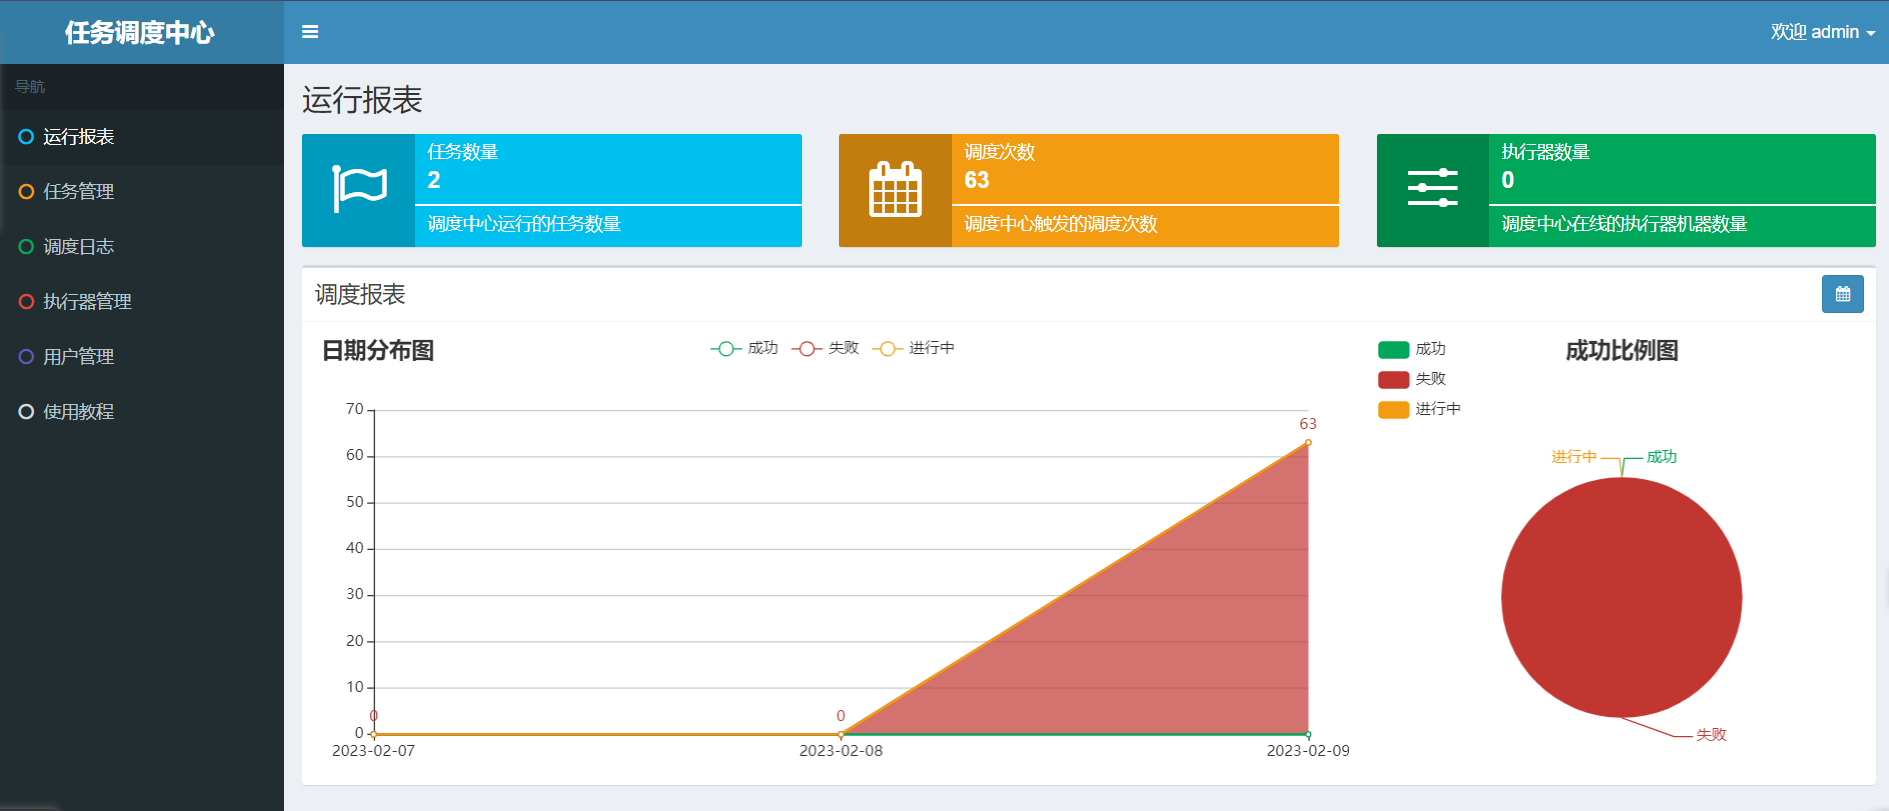 任务调度中心
欢迎 admin
导航
运行报表
任务管理
调度日志
执行器管理
用户管理
使用教程
运行报表
任务数量
2
调度中心运行的任务数量
调度次数
63
调度中心触发的调度次数
执行器数量
0
调度中心在线的执行器机器数量
调度报表
日期分布图
成功 失败 进行中
70
60
50
40
30
20
10
0
63
0
0
2023-02-07 2023-02-08 2023-02-09
成功
失败
进行中
成功比例图
进行中 成功
失败